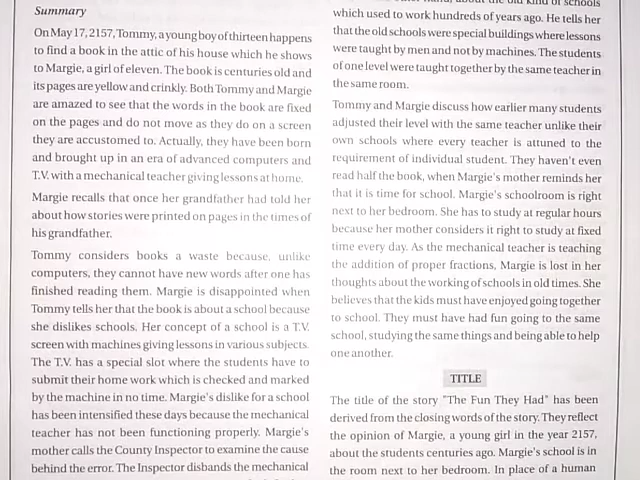 Summary
On May 17, 2157, Tommy, a young boy of thirteen happens
to find a book in the attic of his house which he shows
to Margie, a girl of eleven. The book is centuries old and
its pages are yellow and crinkly. Both Tommy and Margie
are amazed to see that the words in the book are fixed
on the pages and do not move as they do on a screen
they are accustomed to. Actually, they have been born
and brought up in an era of advanced computers and
T.V. with a mechanical teacher giving lessons at home.
Margie recalls that once her grandfather had told her
about how stories were printed on pages in the times of
his grandfather.
Tommy considers books a waste because, unlike
computers, they cannot have new words after one has
finished reading them. Margie is disappointed when
Tommy tells her that the book is about a school because
she dislikes schools. Her concept of a school is a T.V.
screen with machines giving lessons in various subjects.
The T.V. has a special slot where the students have to
submit their home work which is checked and marked
by the machine in no time. Margie's dislike for a school
has been intensified these days because the mechanical
teacher has not been functioning properly. Margie's
mother calls the County Inspector to examine the cause
behind the error. The Inspector disbands the mechanical
about the old kind of schools
which used to work hundreds of years ago. He tells her
that the old schools were special buildings where lessons
were taught by men and not by machines. The students
of one level were taught together by the same teacher in
the same room.
Tommy and Margie discuss how earlier many students
adjusted their level with the same teacher unlike their
own schools where every teacher is attuned to the
requirement of individual student. They haven't even
read half the book, when Margie's mother reminds her
that it is time for school. Margie's schoolroom is right
next to her bedroom. She has to study at regular hours
because her mother considers it right to study at fixed
time every day. As the mechanical teacher is teaching
the addition of proper fractions, Margie is lost in her
thoughts about the working of schools in old times. She
believes that the kids must have enjoyed going together
to school. They must have had fun going to the same
school, studying the same things and being able to help
one another.
TITLE
The title of the story "The Fun They Had" has been
derived from the closing words of the story. They reflect
the opinion of Margie, a young girl in the year 2157,
about the students centuries ago. Margie's school is in
the room next to her bedroom. In place of a human